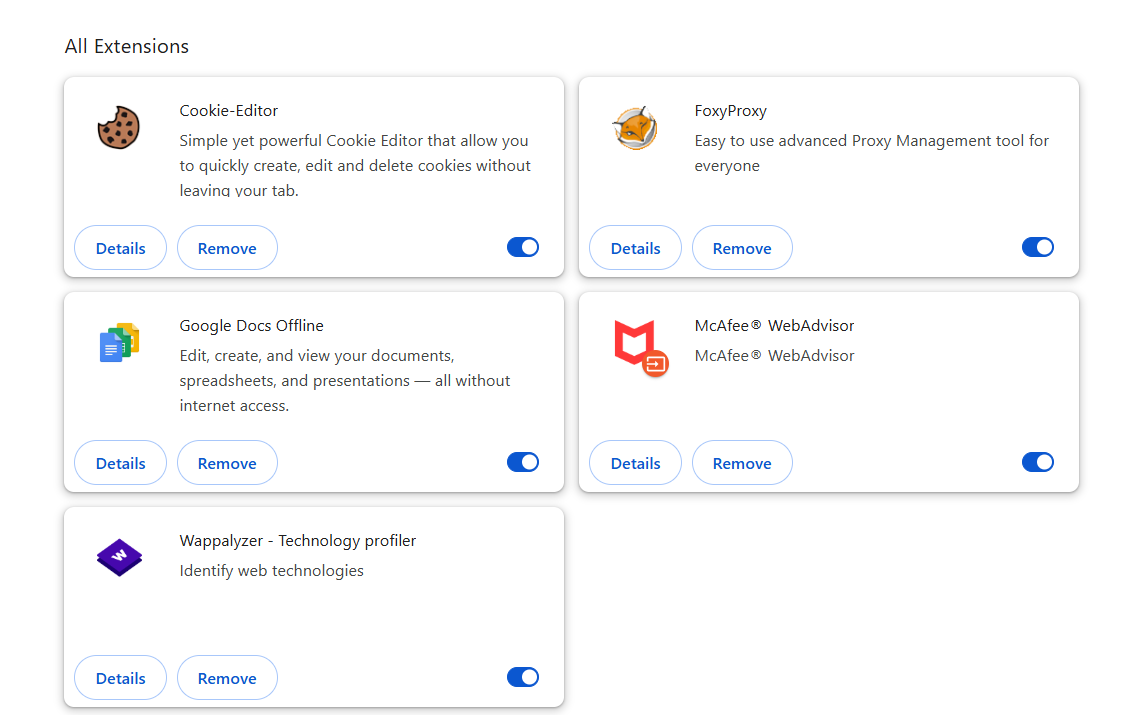 All Extensions
Cookie-Editor
Simple yet powerful Cookie Editor that allow you
to quickly create, edit and delete cookies without
leaving your tab.
Details
Remove
FoxyProxy
Easy to use advanced Proxy Management tool for
everyone
Details
Remove
Google Docs Offline
Edit, create, and view your documents,
spreadsheets, and presentations — all without
internet access.
Details
Remove
McAfee® WebAdvisor
McAfee® WebAdvisor
Details
Remove
W
Wappalyzer - Technology profiler
Identify web technologies
Details
Remove